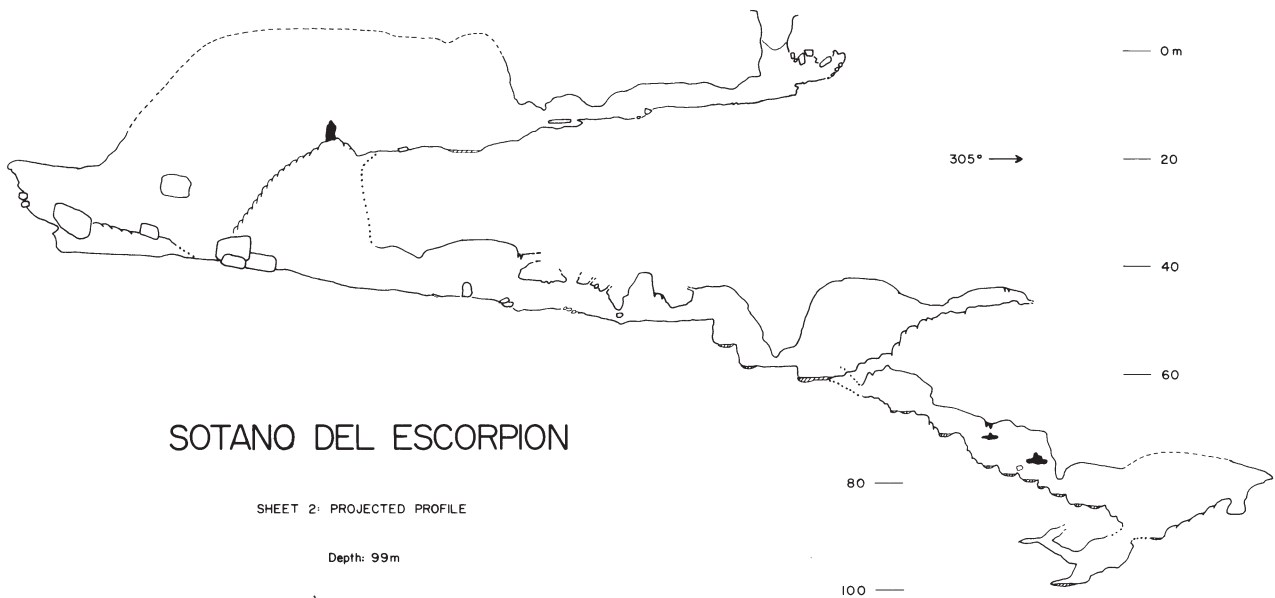 0 m
305°
20
40
60
SOTANO DEL ESCORPION
80
SHEET 2: PROJECTED PROFILE
Depth: 99m
100